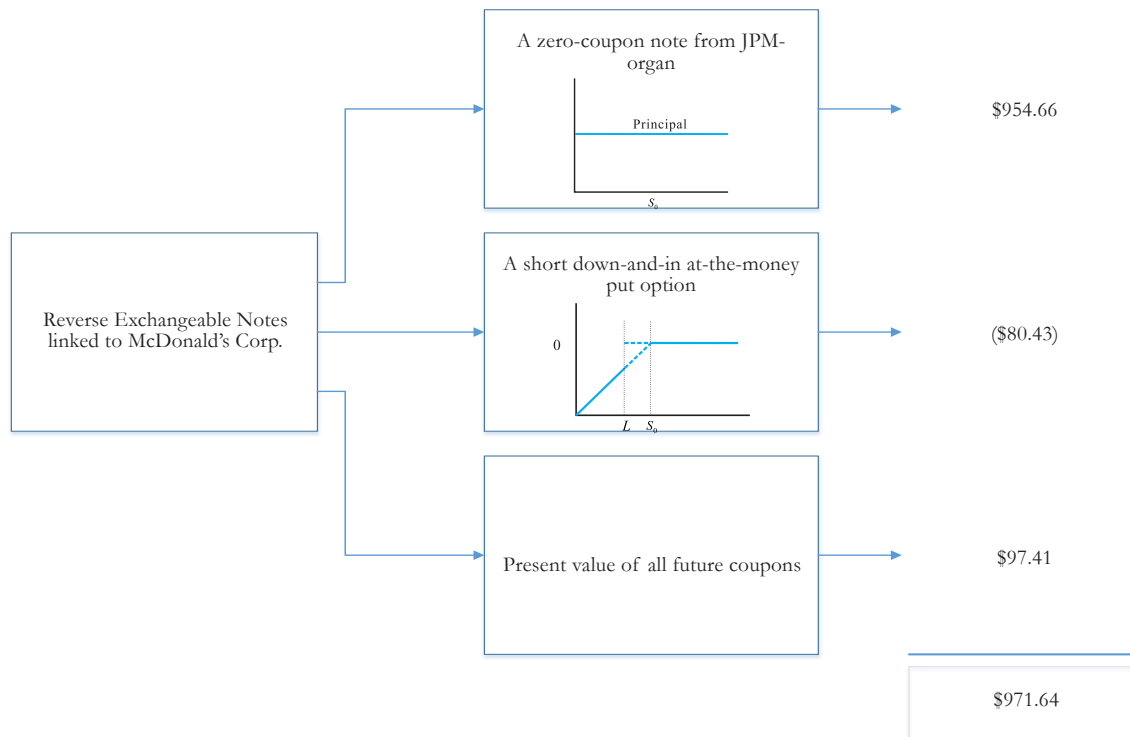 A zero-coupon note from JPM-
organ
Principal
S₀
$954.66
Reverse Exchangeable Notes
linked to McDonald's Corp.
A short down-and-in at-the-money
put option
0
L S₀
($80.43)
Present value of all future coupons
$97.41
$971.64